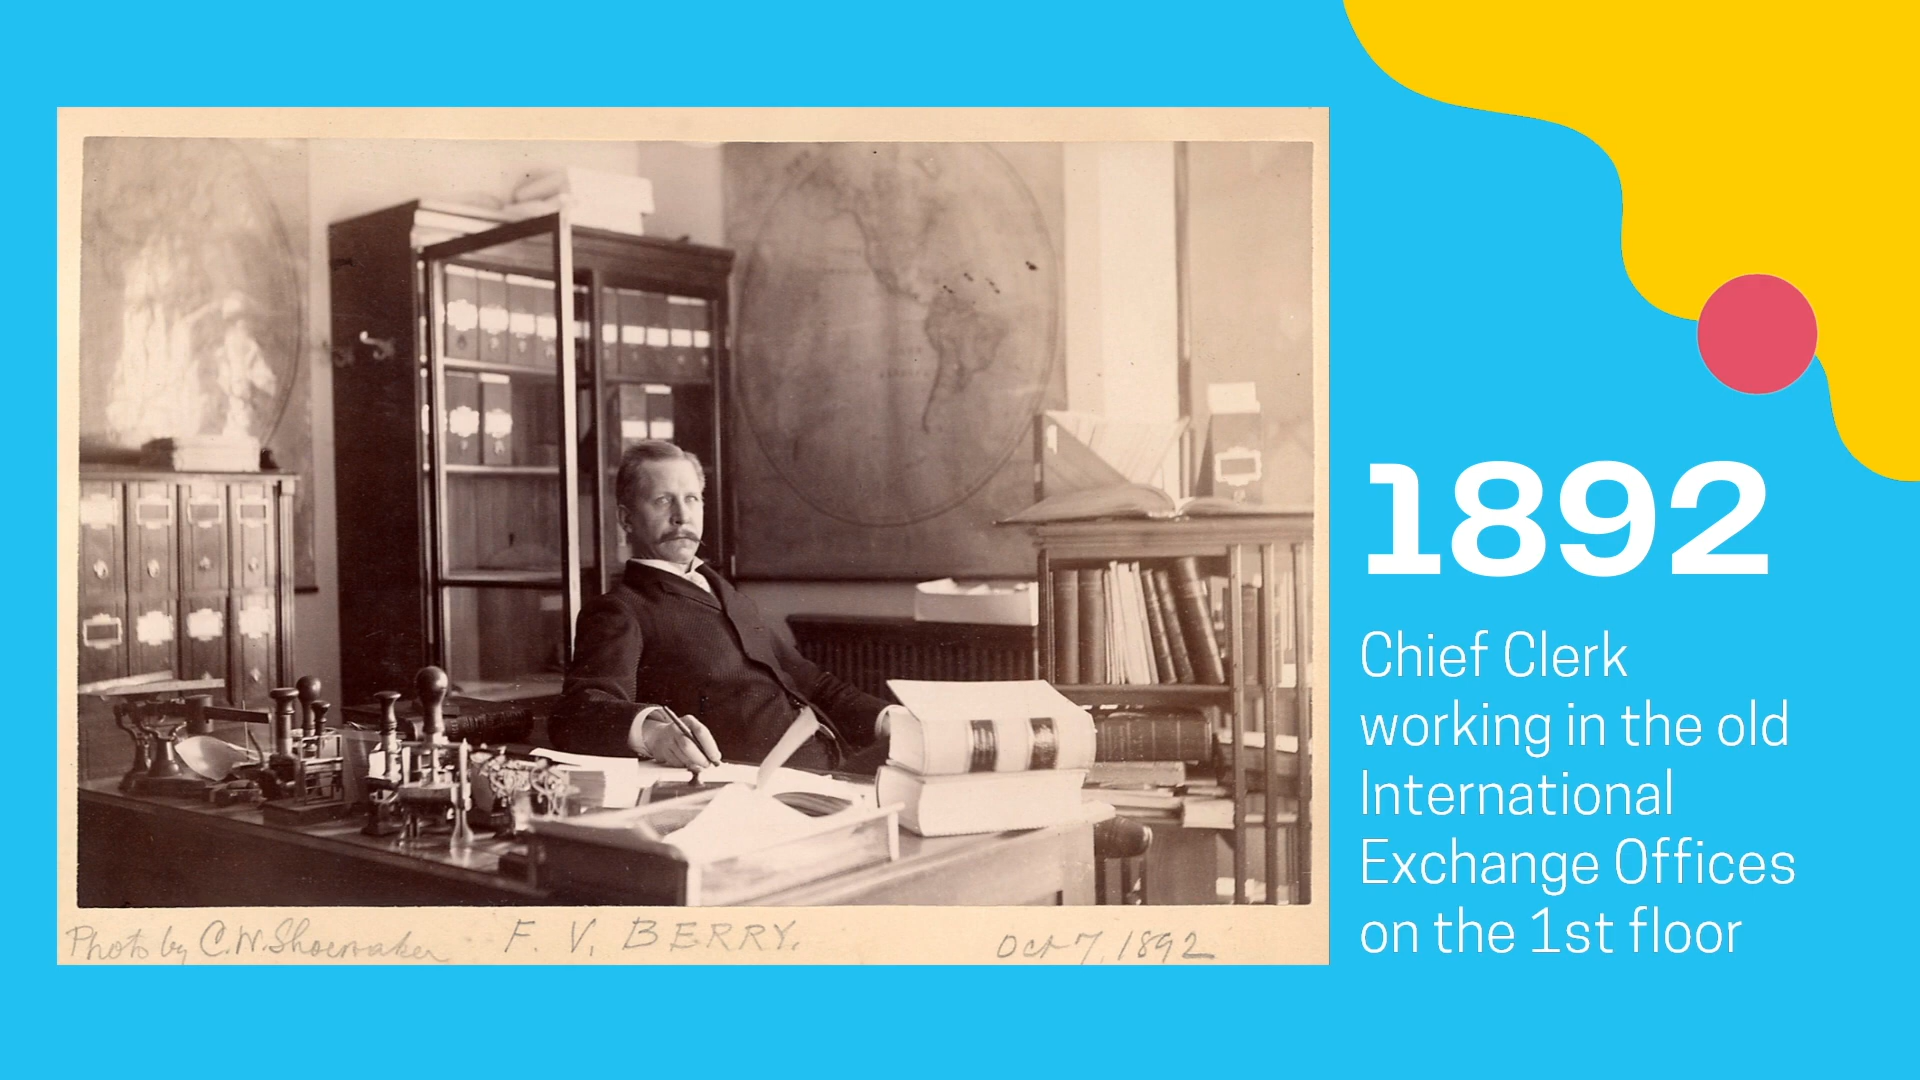 Photo by C.W. Shoemaker F. V. BERRY. Oct 7, 1892
1892
Chief Clerk
working in the old
International
Exchange Offices
on the 1st floor